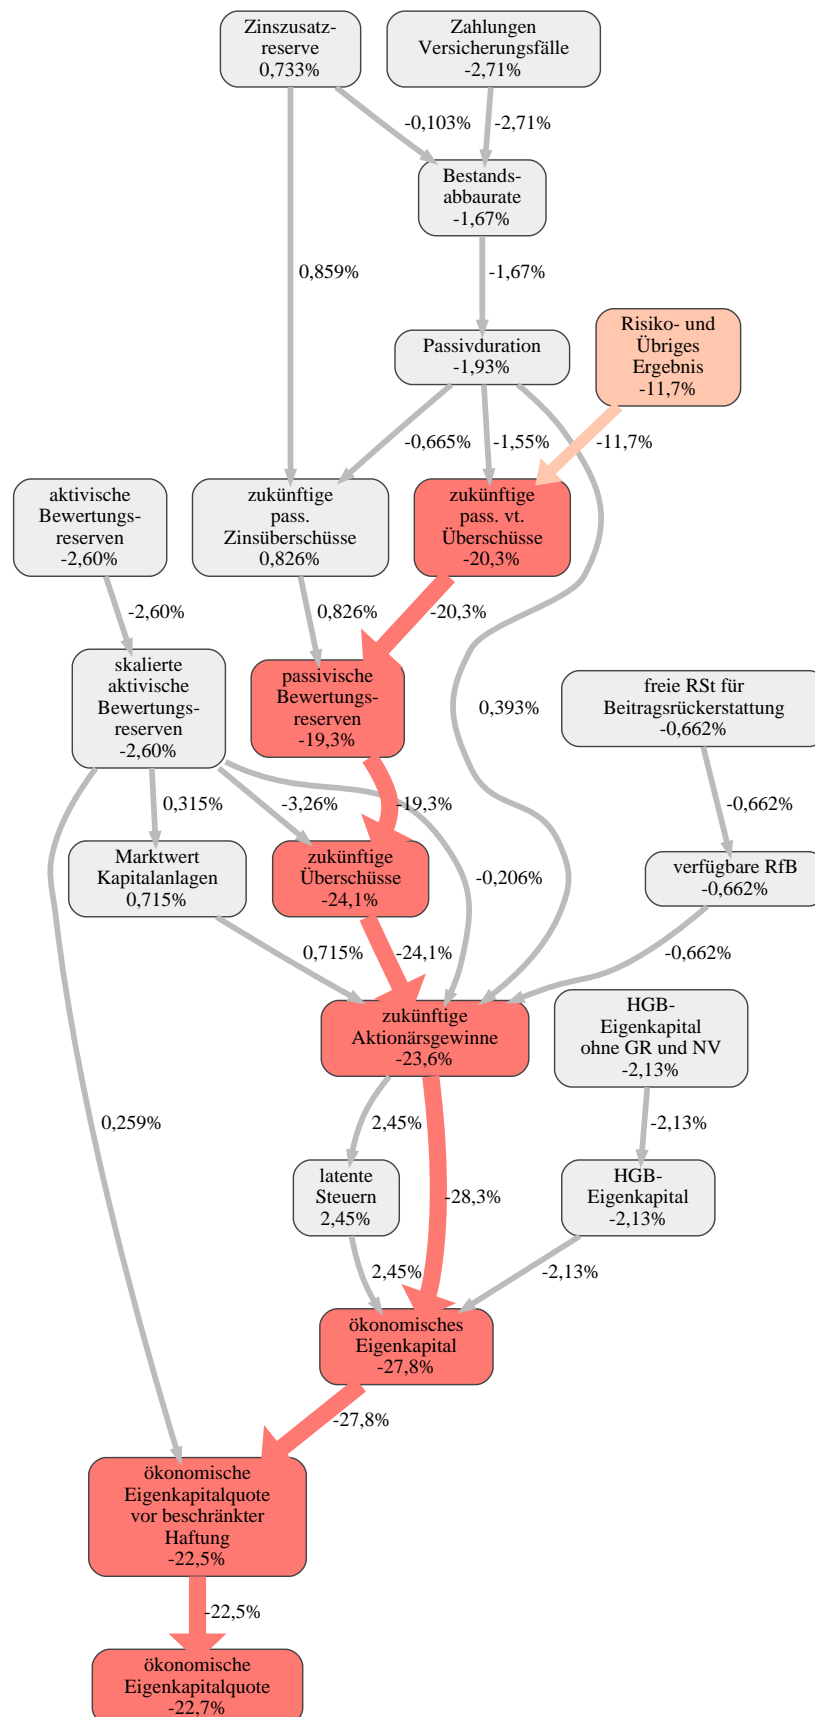 Zinszusatz-
reserve
0,733%
Zahlungen
Versicherungsfälle
-2,71%
-0,103%
-2,71%
Bestands-
abbaurate
-1,67%
0,859%
-1,67%
Risiko- und
Übriges
Ergebnis
-11,7%
Passivduration
-1,93%
-0,665%
-1,55%
-11,7%
aktivische
Bewertungs-
reserven
-2,60%
zukünftige
pass.
Zinsüberschüsse
0,826%
zukünftige
pass. vt.
Überschüsse
-20,3%
-2,60%
0,826%
-20,3%
skalierte
aktivische
Bewertungs-
reserven
-2,60%
passivische
Bewertungs-
reserven
-19,3%
0,393%
freie RSt für
Beitragsrückerstattung
-0,662%
0,315%
-3,26%
-19,3%
-0,662%
Marktwert
Kapitalanlagen
0,715%
zukünftige
Überschüsse
-24,1%
-0,206%
verfügbare RfB
-0,662%
0,715%
-24,1%
-0,662%
zukünftige
Aktionärsgewinne
-23,6%
HGB-
Eigenkapital
ohne GR und NV
-2,13%
0,259%
2,45%
-2,13%
latente
Steuern
2,45%
-28,3%
HGB-
Eigenkapital
-2,13%
2,45%
-2,13%
ökonomisches
Eigenkapital
-27,8%
-27,8%
ökonomische
Eigenkapitalquote
vor beschränkter
Haftung
-22,5%
-22,5%
ökonomische
Eigenkapitalquote
-22,7%